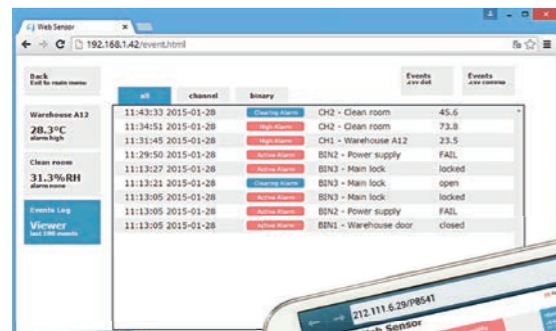 Web Sensor
192.168.1.42/event.html
Back
Exit to main menu
Events
.csv dot
Events
.csv comma
all channel binary
Warehouse A12
28.3°C
alarm high
Clean room
31.3%RH
alarm none
Events Log
Viewer
last 100 events
11:43:33 2015-01-28 Clearing Alarm CH2 - Clean room 45.6
11:34:51 2015-01-28 High Alarm CH2 - Clean room 73.8
11:31:45 2015-01-28 High Alarm CH1 - Warehouse A12 23.5
11:29:50 2015-01-28 Active Alarm BIN2 - Power supply FAIL
11:13:27 2015-01-28 Active Alarm BIN3 - Main lock locked
11:13:21 2015-01-28 Clearing Alarm BIN3 - Main lock open
11:13:05 2015-01-28 Active Alarm BIN3 - Main lock locked
11:13:05 2015-01-28 Active Alarm BIN2 - Power supply FAIL
11:13:05 2015-01-28 Active Alarm BIN1 - Warehouse door closed
212.111.6.29/P8541
Web Sensor